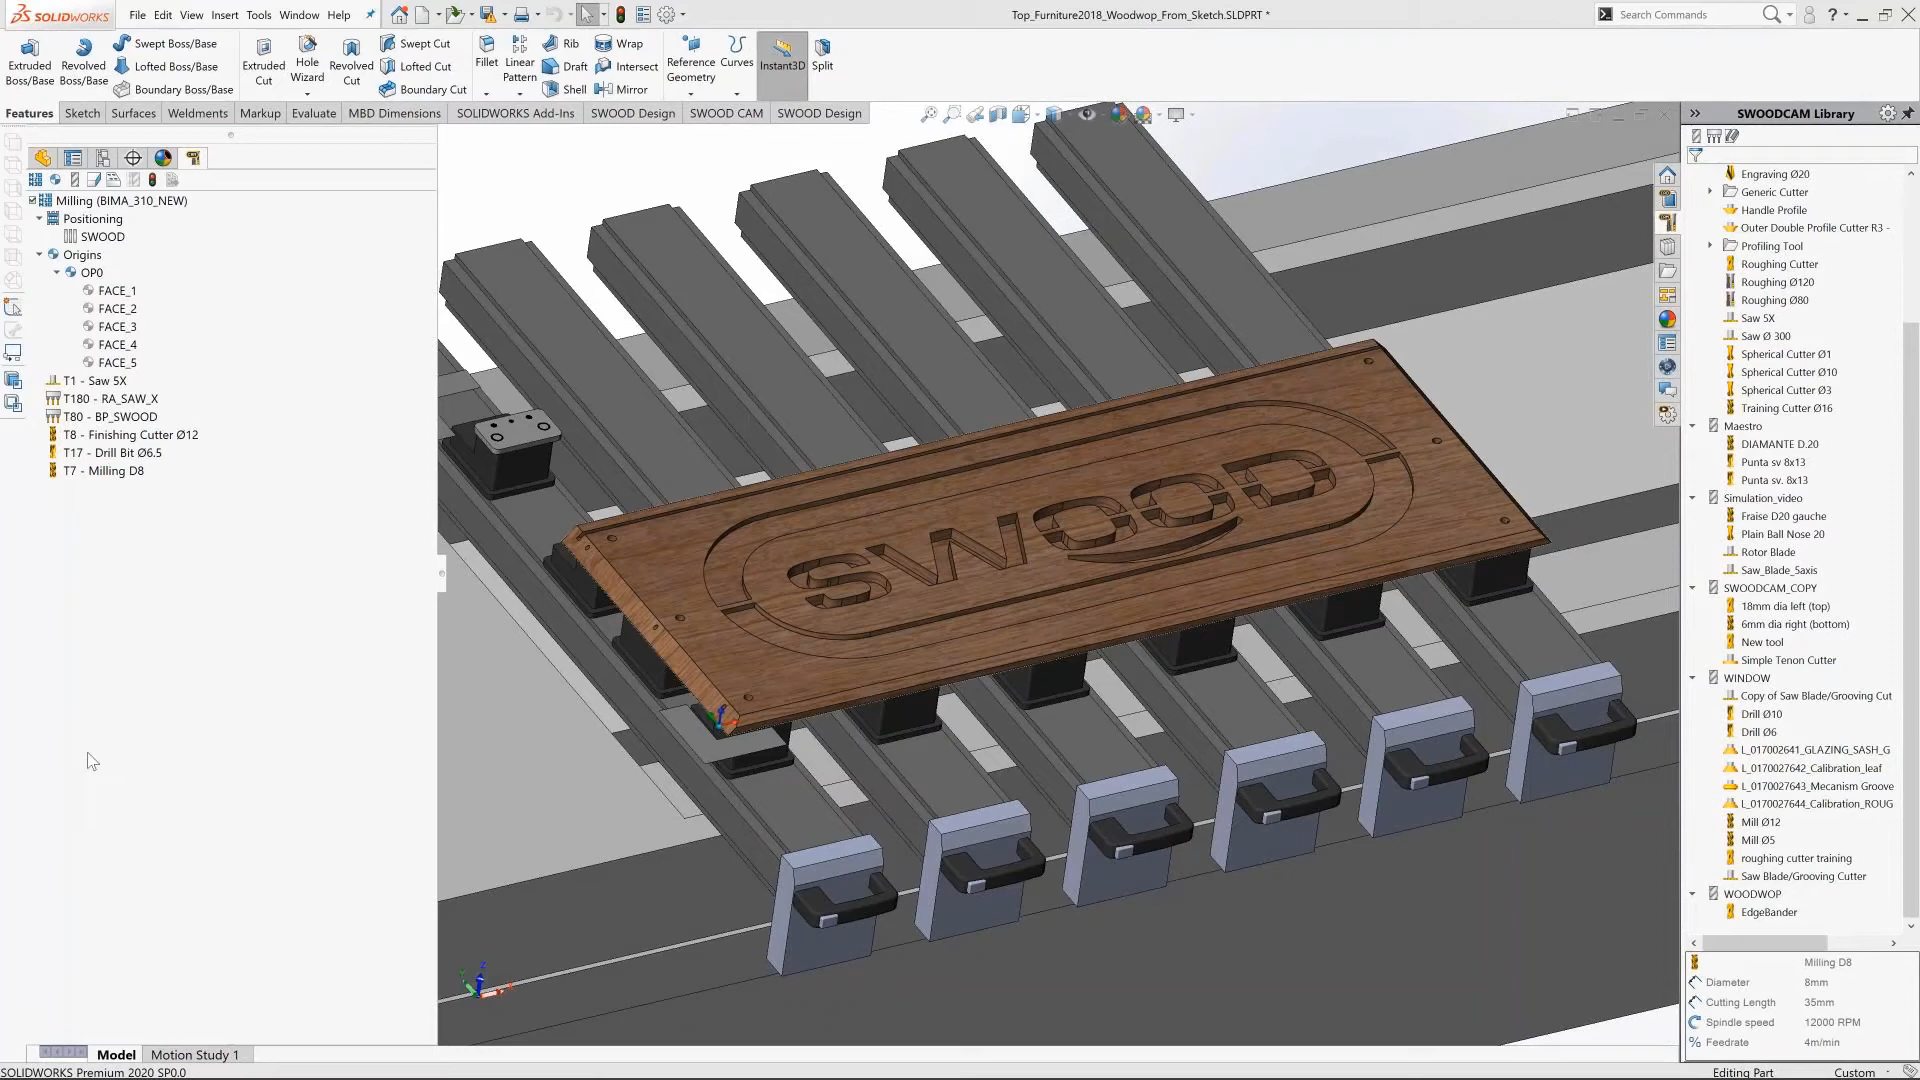 SOLIDWORKS
File Edit View Insert Tools Window Help
Top_Furniture2018_Woodwop_From_Sketch.SLDPRT *
Search Commands
Extruded Boss/Base
Revolved Boss/Base
Swept Boss/Base
Lofted Boss/Base
Boundary Boss/Base
Extruded Cut
Hole Wizard
Revolved Cut
Swept Cut
Lofted Cut
Boundary Cut
Fillet
Linear Pattern
Rib
Draft
Shell
Wrap
Intersect
Mirror
Reference Geometry
Curves
Instant3D
Split
Features Sketch Surfaces Weldments Markup Evaluate MBD Dimensions SOLIDWORKS Add-Ins SWOOD Design SWOOD CAM SWOOD Design
Milling (BIMA_310_NEW)
Positioning
SWOOD
Origins
OP0
FACE_1
FACE_2
FACE_3
FACE_4
FACE_5
T1 - Saw 5X
T180 - RA_SAW_X
T80 - BP_SWOOD
T8 - Finishing Cutter Ø12
T17 - Drill Bit Ø6.5
T7 - Milling D8
SWOOD
SWOODCAM Library
Engraving Ø20
Generic Cutter
Handle Profile
Outer Double Profile Cutter R3 -
Profiling Tool
Roughing Cutter
Roughing Ø120
Roughing Ø80
Saw 5X
Saw Ø 300
Spherical Cutter Ø1
Spherical Cutter Ø10
Spherical Cutter Ø3
Training Cutter Ø16
Maestro
DIAMANTE D.20
Punta sv 8x13
Punta sv. 8x13
Simulation_video
Fraise D20 gauche
Plain Ball Nose 20
Rotor Blade
Saw_Blade_5axis
SWOODCAM_COPY
18mm dia left (top)
6mm dia right (bottom)
New tool
Simple Tenon Cutter
WINDOW
Copy of Saw Blade/Grooving Cut
Drill Ø10
Drill Ø6
L_017002641_GLAZING_SASH_G
L_0170027642_Calibration_leaf
L_0170027643_Mecanism Groove
L_0170027644_Calibration_ROUG
Mill Ø12
Mill Ø5
roughing cutter training
Saw Blade/Grooving Cutter
WOODWOP
EdgeBander
Milling D8
Diameter 8mm
Cutting Length 35mm
Spindle speed 12000 RPM
Feedrate 4m/min
Model Motion Study 1
SOLIDWORKS Premium 2020 SP0.0
Editing Part Custom